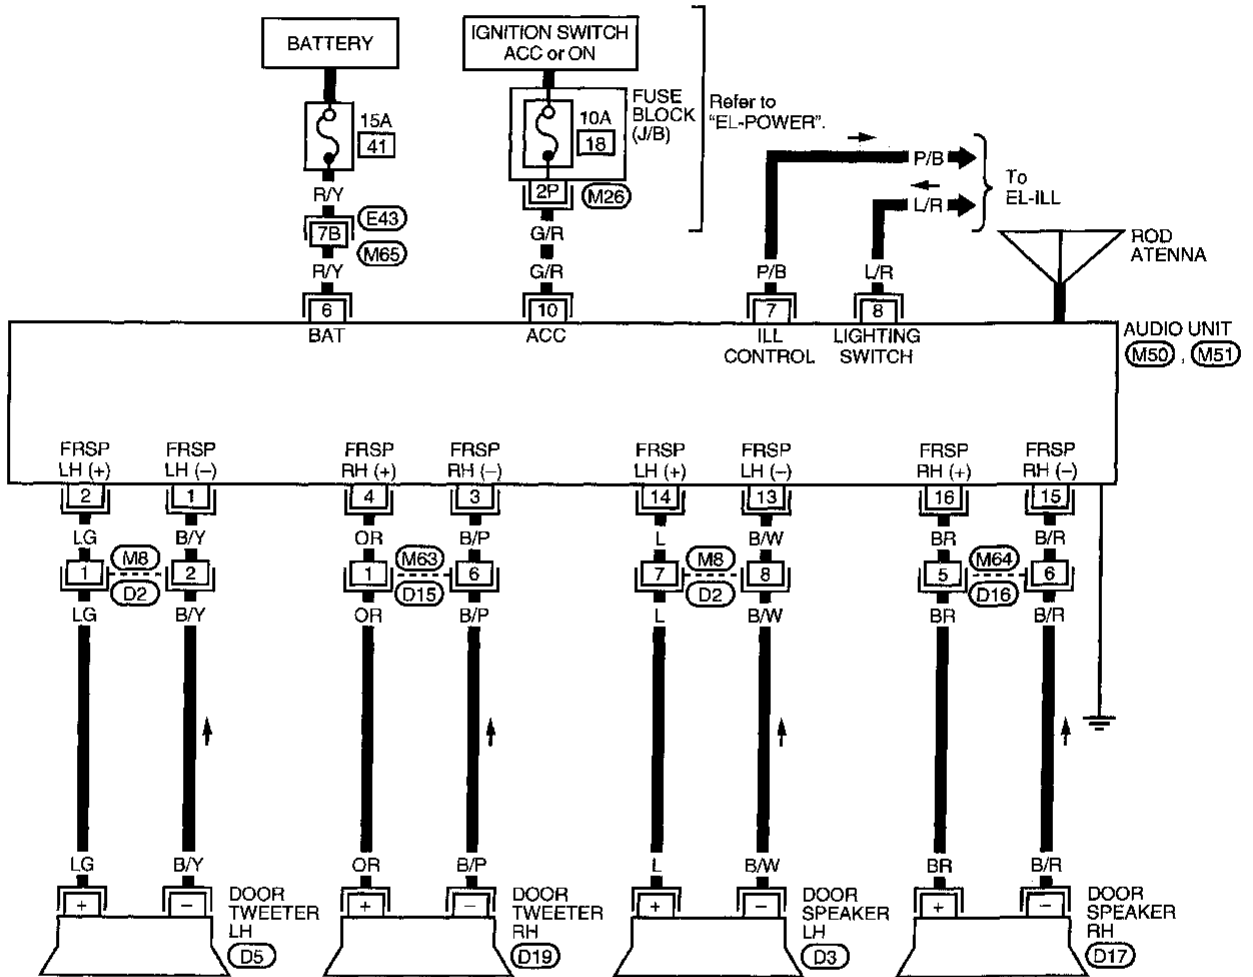 BATTERY
IGNITION SWITCH
ACC or ON
15A
41
10A
18
FUSE
BLOCK
(J/B)
Refer to
"EL-POWER".
R/Y
7B
E43
M65
R/Y
2P
M26
G/R
G/R
P/B
L/R
To
EL-ILL
P/B
L/R
ROD
ATENNA
6
10
7
8
BAT
ACC
ILL
CONTROL
LIGHTING
SWITCH
AUDIO UNIT
M50 , M51
FRSP
LH (+)
FRSP
LH (–)
FRSP
RH (+)
FRSP
RH (–)
FRSP
LH (+)
FRSP
LH (–)
FRSP
RH (+)
FRSP
RH (–)
2
1
4
3
14
13
16
15
LG
B/Y
OR
B/P
L
B/W
BR
B/R
1
M8
D2
2
1
M63
D15
6
7
M8
D2
8
5
M64
D16
6
LG
B/Y
OR
B/P
L
B/W
BR
B/R
LG
B/Y
OR
B/P
L
B/W
BR
B/R
+
–
DOOR
TWEETER
LH
D5
+
–
DOOR
TWEETER
RH
D19
+
–
DOOR
SPEAKER
LH
D3
+
–
DOOR
SPEAKER
RH
D17